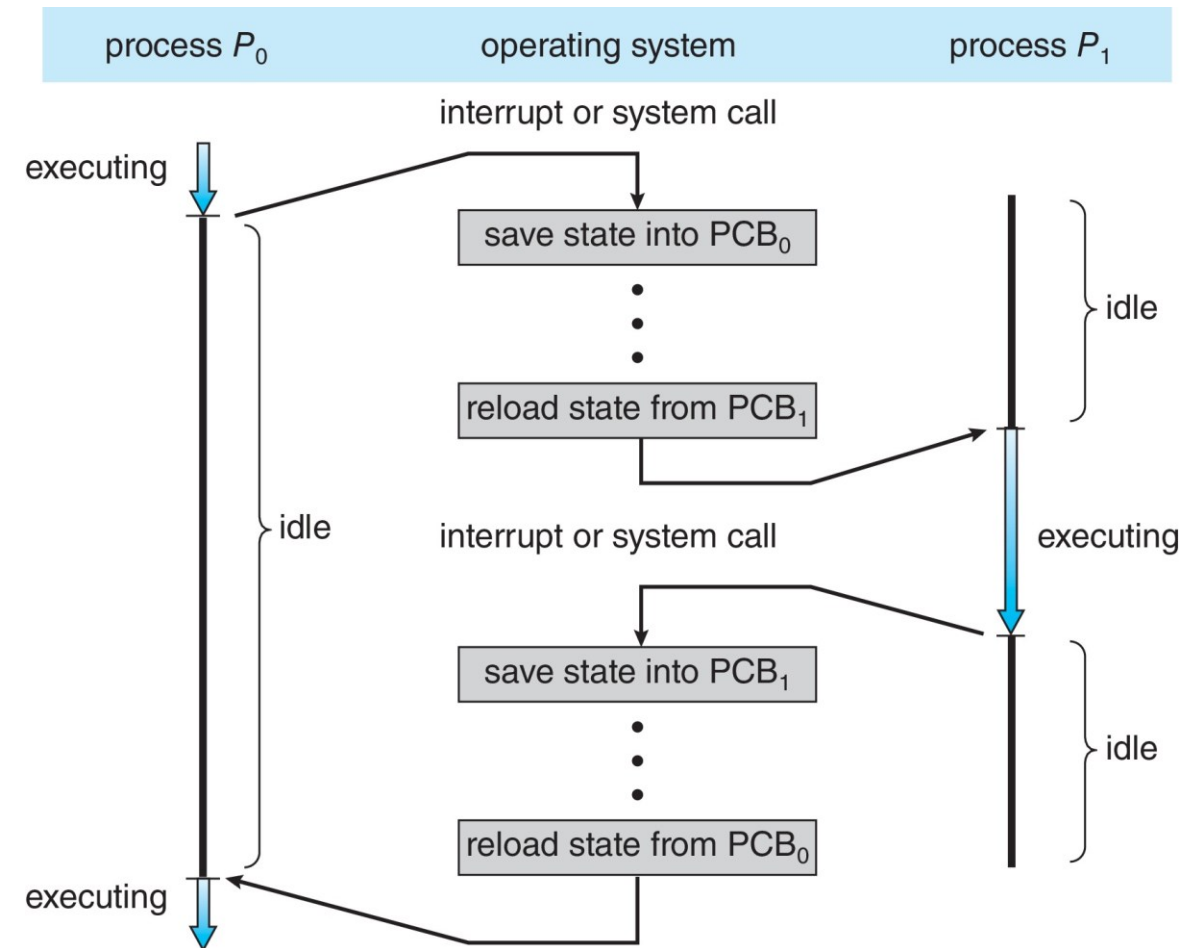 process P₀
operating system
process P₁
interrupt or system call
executing
save state into PCB₀
idle
reload state from PCB₁
idle
interrupt or system call
executing
save state into PCB₁
idle
reload state from PCB₀
executing